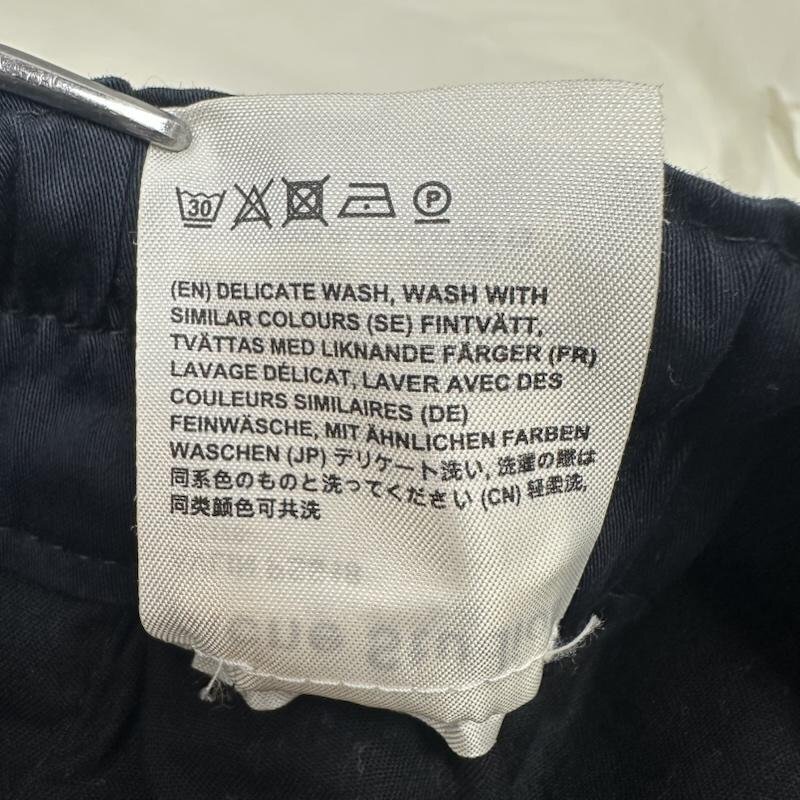 30 P
(EN) DELICATE WASH, WASH WITH
SIMILAR COLOURS (SE) FINTVÄTT,
TVÄTTAS MED LIKNANDE FÄRGER (FR)
LAVAGE DÉLICAT, LAVER AVEC DES
COULEURS SIMILAIRES (DE)
FEINWÄSCHE, MIT ÄHNLICHEN FARBEN
WASCHEN (JP) デリケート洗い, 洗濯の際は
同系色のものと洗ってください (CN) 轻柔洗,
同类颜色可共洗